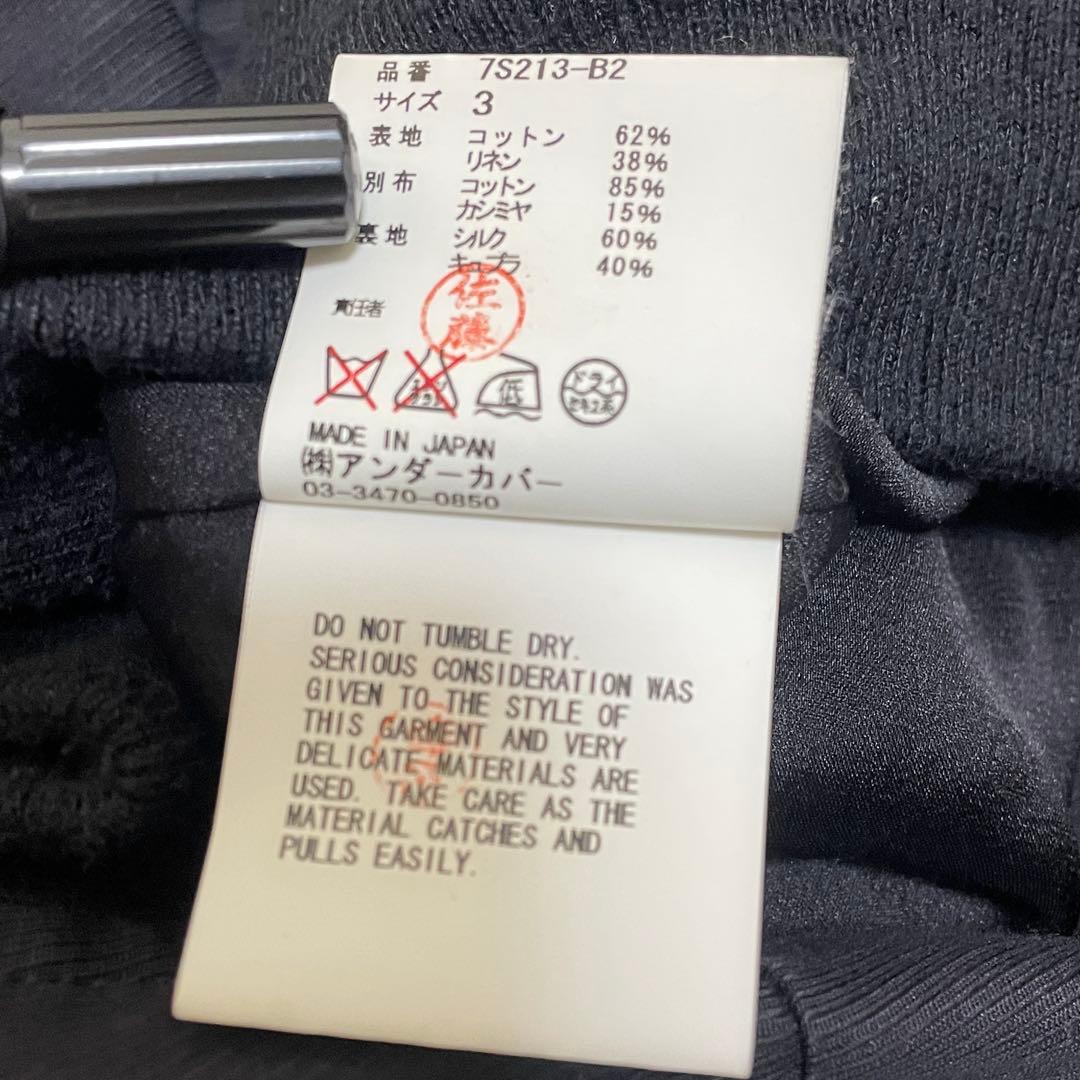 品番 7S213-B2
サイズ 3
表地 コットン 62%
リネン 38%
別布 コットン 85%
カシミヤ 15%
裏地 シルク 60%
キュプラ 40%
責任者 佐藤
低 ドライ
セキユ系
MADE IN JAPAN
㈱アンダーカバー
03-3470-0850
DO NOT TUMBLE DRY.
SERIOUS CONSIDERATION WAS
GIVEN TO THE STYLE OF
THIS GARMENT AND VERY
DELICATE MATERIALS ARE
USED. TAKE CARE AS THE
MATERIAL CATCHES AND
PULLS EASILY.